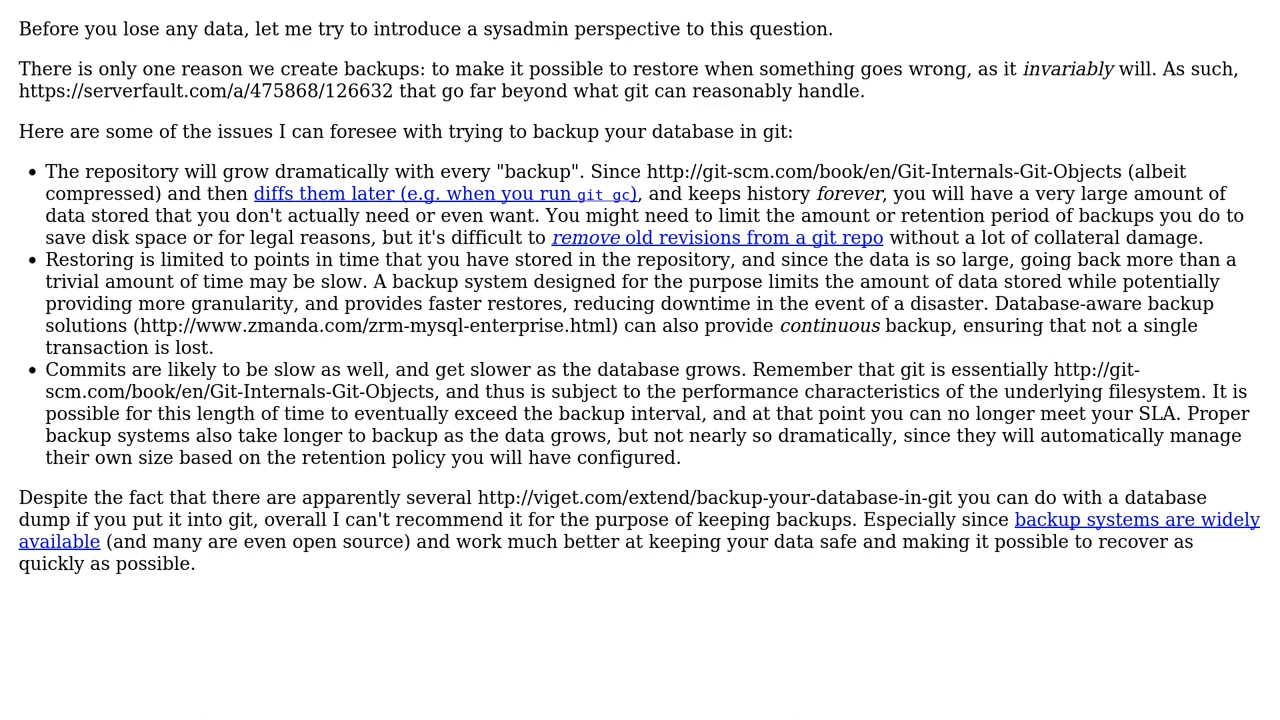 Before you lose any data, let me try to introduce a sysadmin perspective to this question.
There is only one reason we create backups: to make it possible to restore when something goes wrong, as it invariably will. As such,
https://serverfault.com/a/475868/126632 that go far beyond what git can reasonably handle.
Here are some of the issues I can foresee with trying to backup your database in git:
• The repository will grow dramatically with every "backup". Since http://git-scm.com/book/en/Git-Internals-Git-Objects (albeit
compressed) and then diffs them later (e.g. when you run git gc), and keeps history forever, you will have a very large amount of
data stored that you don't actually need or even want. You might need to limit the amount or retention period of backups you do to
save disk space or for legal reasons, but it's difficult to remove old revisions from a git repo without a lot of collateral damage.
• Restoring is limited to points in time that you have stored in the repository, and since the data is so large, going back more than a
trivial amount of time may be slow. A backup system designed for the purpose limits the amount of data stored while potentially
providing more granularity, and provides faster restores, reducing downtime in the event of a disaster. Database-aware backup
solutions (http://www.zmanda.com/zrm-mysql-enterprise.html) can also provide continuous backup, ensuring that not a single
transaction is lost.
• Commits are likely to be slow as well, and get slower as the database grows. Remember that git is essentially http://git-
scm.com/book/en/Git-Internals-Git-Objects, and thus is subject to the performance characteristics of the underlying filesystem. It is
possible for this length of time to eventually exceed the backup interval, and at that point you can no longer meet your SLA. Proper
backup systems also take longer to backup as the data grows, but not nearly so dramatically, since they will automatically manage
their own size based on the retention policy you will have configured.
Despite the fact that there are apparently several http://viget.com/extend/backup-your-database-in-git you can do with a database
dump if you put it into git, overall I can't recommend it for the purpose of keeping backups. Especially since backup systems are widely
available (and many are even open source) and work much better at keeping your data safe and making it possible to recover as
quickly as possible.